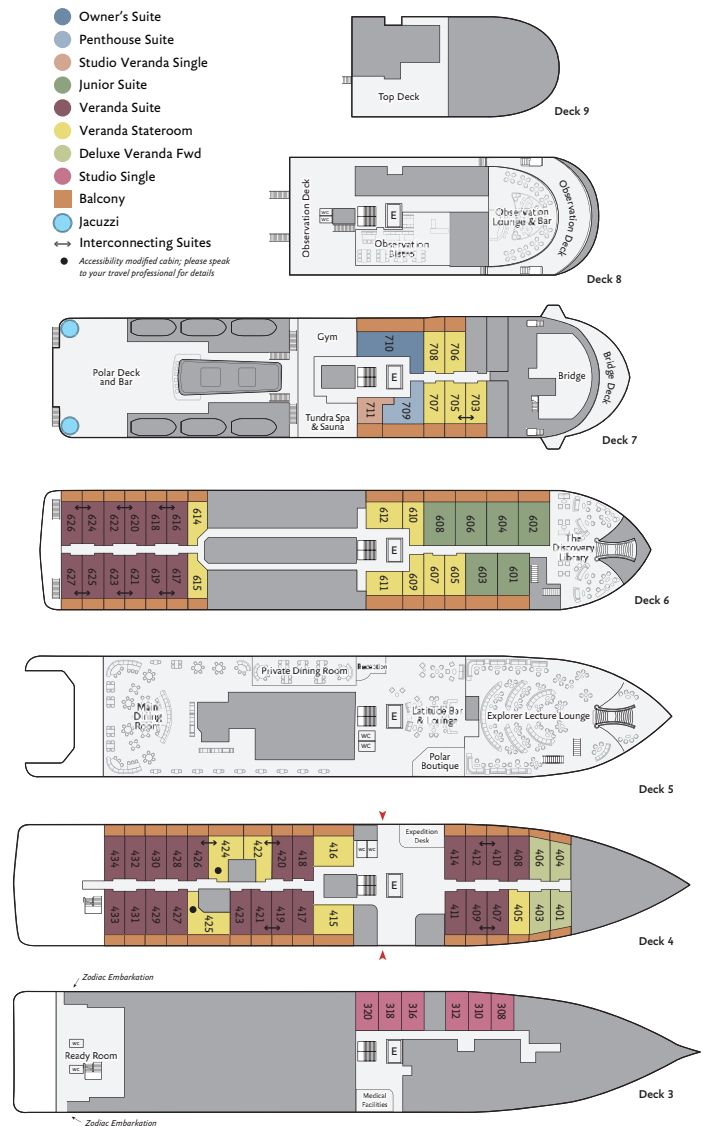 Owner's Suite
Penthouse Suite
Studio Veranda Single
Junior Suite
Veranda Suite
Veranda Stateroom
Deluxe Veranda Fwd
Studio Single
Balcony
Jacuzzi
Interconnecting Suites
Accessibility modified cabin; please speak
to your travel professional for details
Top Deck
Deck 9
Observation Deck
WC
WC
E
Observation
Bistro
Observation
Lounge & Bar
Observation Deck
Deck 8
Polar Deck
and Bar
Gym
Tundra Spa
& Sauna
E
710
708
706
711
709
707
705
703
Bridge
Bridge Deck
Deck 7
626
624
622
620
618
616
614
612
610
608
606
604
602
E
627
625
623
621
619
617
615
611
609
607
605
603
601
The
Discovery
Library
Deck 6
Private Dining Room
Reception
Main
Dining
Room
E
WC
WC
Latitude Bar
& Lounge
Explorer Lecture Lounge
Polar
Boutique
Deck 5
434
432
430
428
426
424
422
420
418
416
WC
WC
Expedition
Desk
414
412
410
408
406
404
E
433
431
429
427
425
423
421
419
417
415
411
409
407
405
403
401
Deck 4
Zodiac Embarkation
320
318
316
312
310
308
WC
Ready Room
WC
E
Medical
Facilities
Deck 3
Zodiac Embarkation